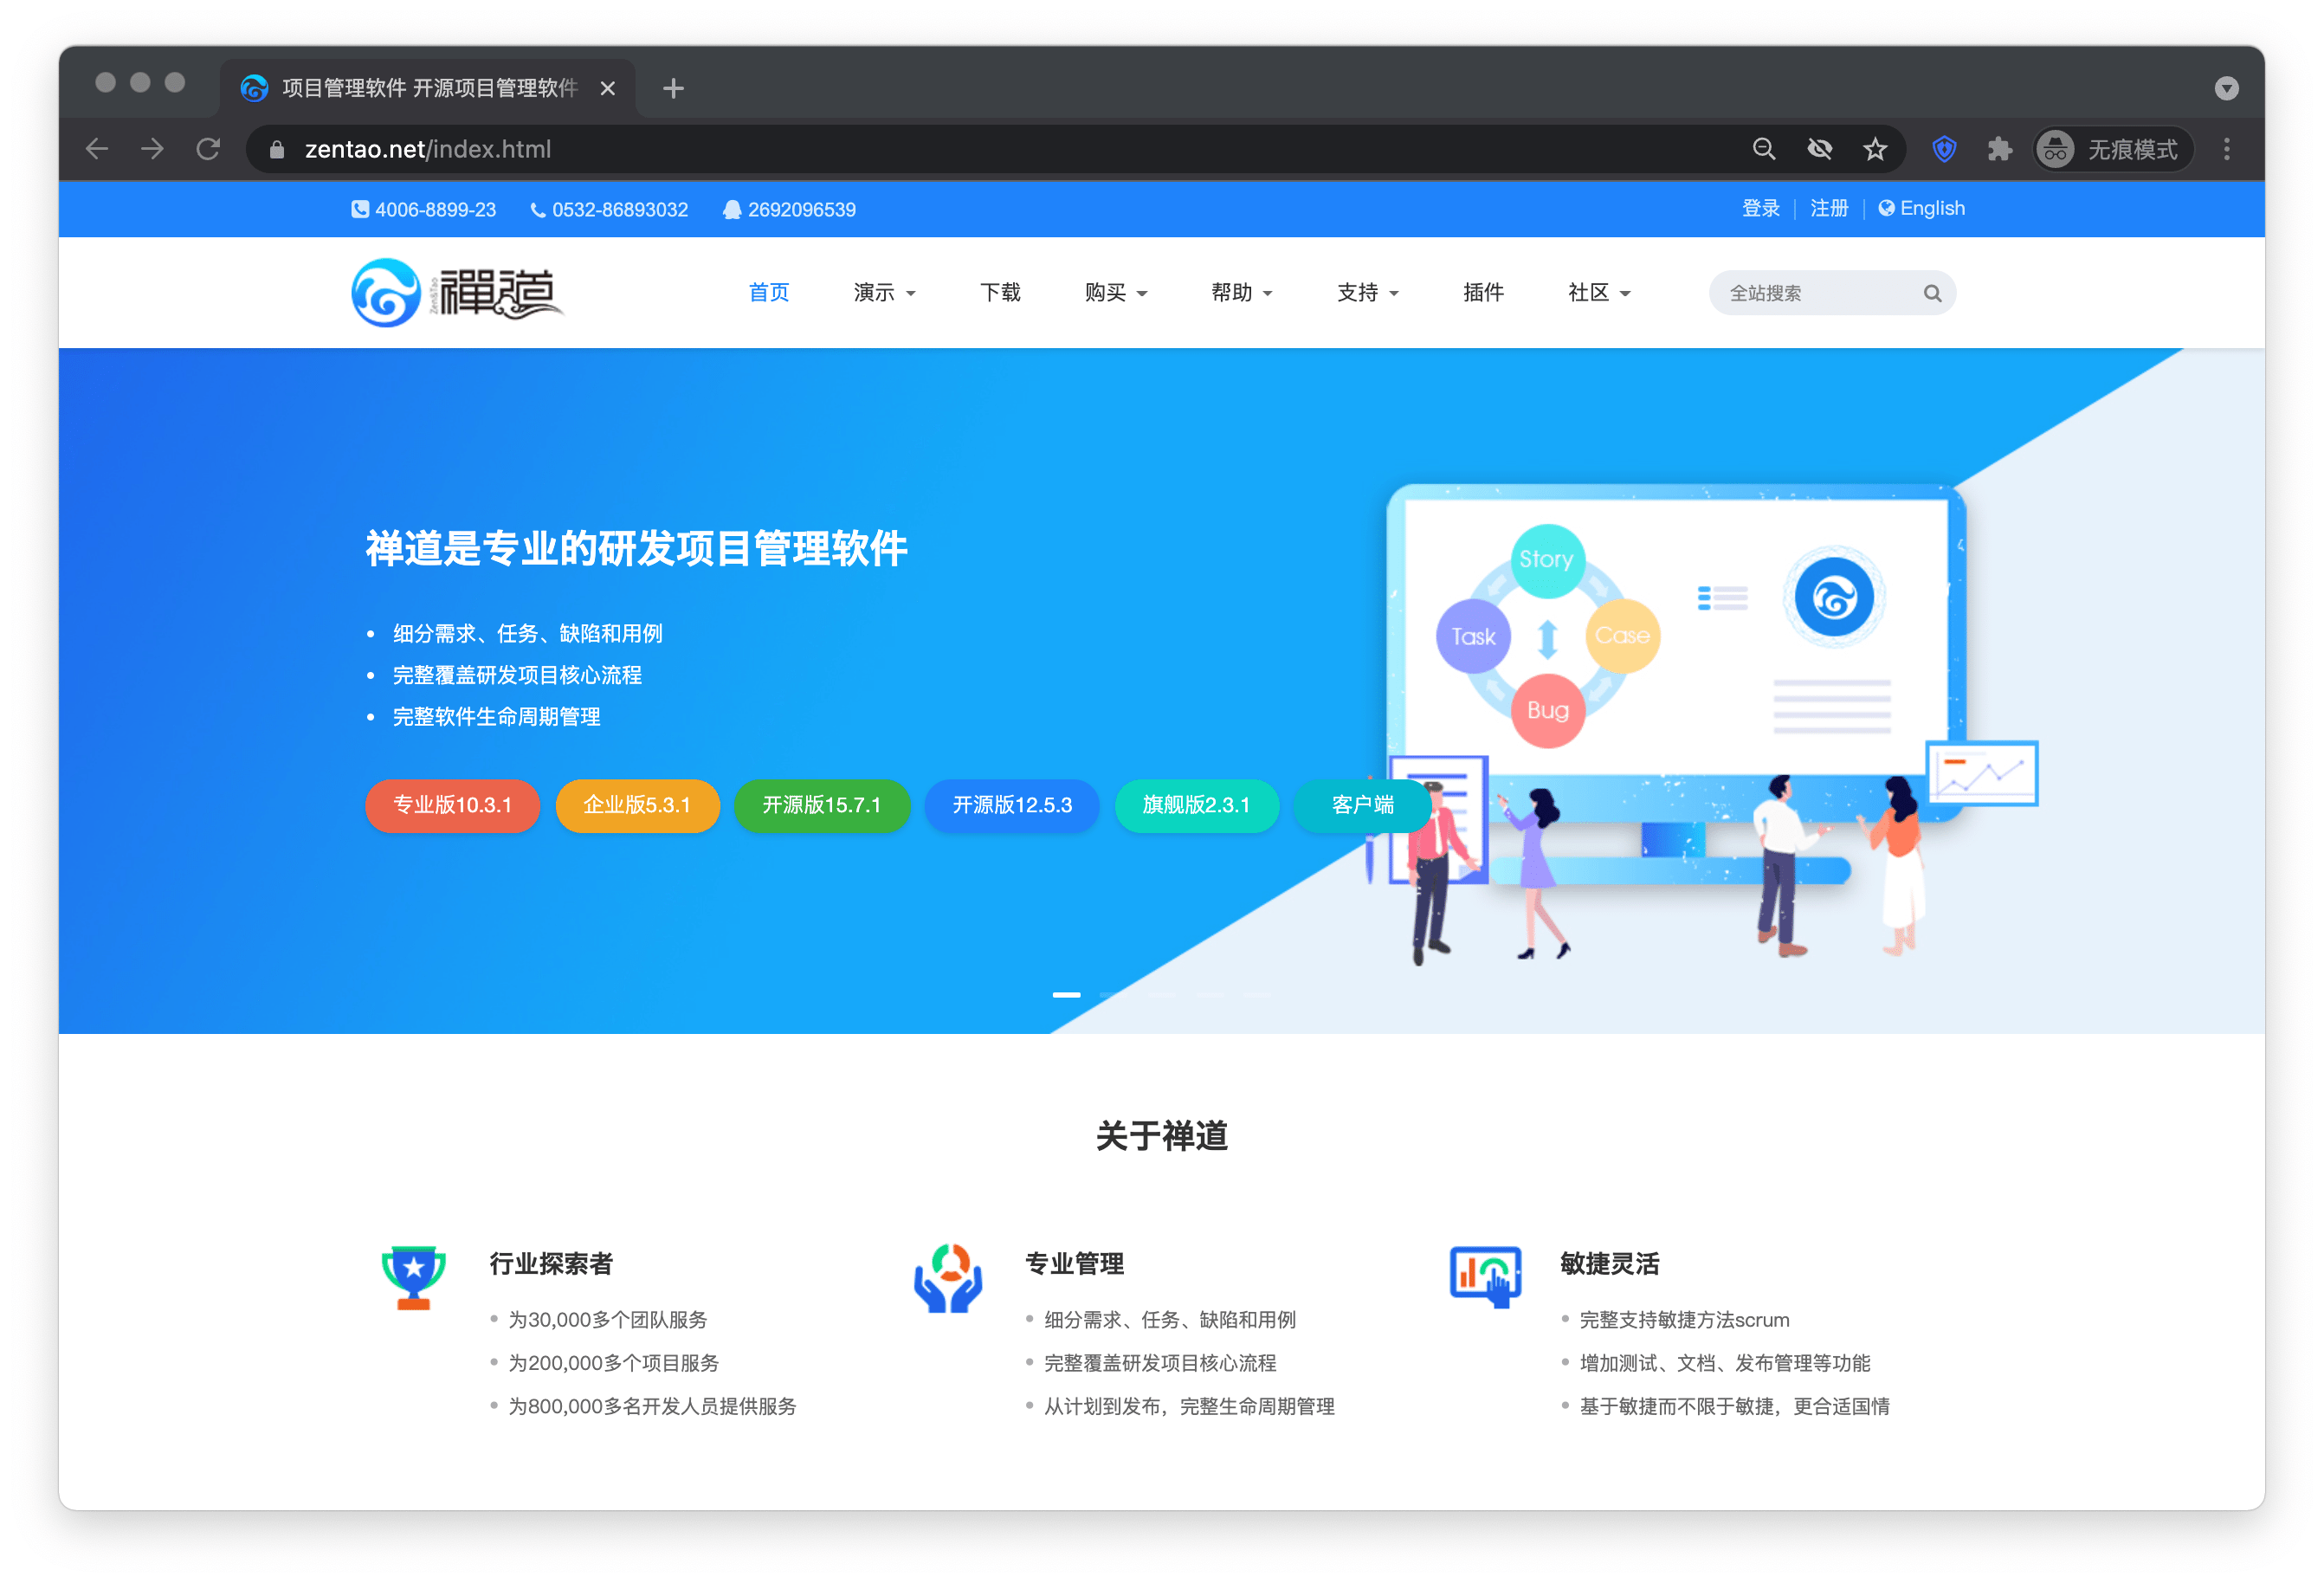 项目管理软件 开源项目管理软件
zentao.net/index.html
无痕模式
4006-8899-23 0532-86893032 2692096539 登录 注册 English
Zen&Tao 禪道 首页 演示 下载 购买 帮助 支持 插件 社区 全站搜索
禅道是专业的研发项目管理软件
细分需求、任务、缺陷和用例
完整覆盖研发项目核心流程
完整软件生命周期管理
专业版10.3.1 企业版5.3.1 开源版15.7.1 开源版12.5.3 旗舰版2.3.1 客户端
Story
Task
Case
Bug
关于禅道
行业探索者
为30,000多个团队服务
为200,000多个项目服务
为800,000多名开发人员提供服务
专业管理
细分需求、任务、缺陷和用例
完整覆盖研发项目核心流程
从计划到发布，完整生命周期管理
敏捷灵活
完整支持敏捷方法scrum
增加测试、文档、发布管理等功能
基于敏捷而不限于敏捷，更合适国情